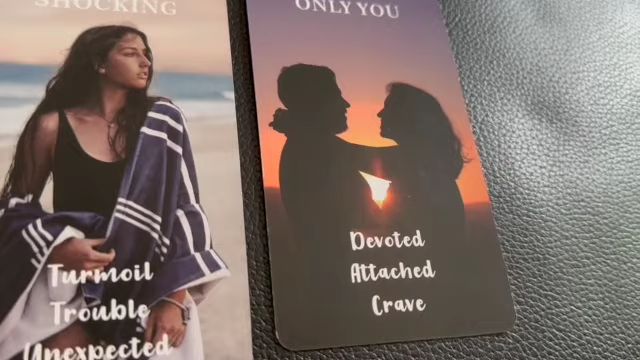 SHOCKING
Turmoil
Trouble
Unexpected
ONLY YOU
Devoted
Attached
Crave